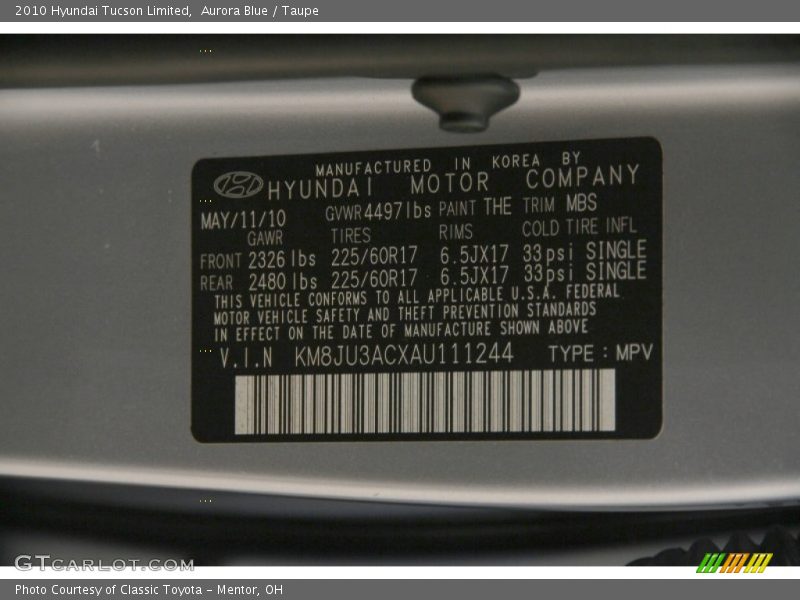 2010 Hyundai Tucson Limited, Aurora Blue / Taupe
MANUFACTURED IN KOREA BY
HYUNDAI MOTOR COMPANY
MAY/11/10 GVWR 4497lbs PAINT THE TRIM MBS
GAWR TIRES RIMS COLD TIRE INFL
FRONT 2326 lbs 225/60R17 6.5JX17 33psi SINGLE
REAR 2480 lbs 225/60R17 6.5JX17 33psi SINGLE
THIS VEHICLE CONFORMS TO ALL APPLICABLE U.S.A. FEDERAL
MOTOR VEHICLE SAFETY AND THEFT PREVENTION STANDARDS
IN EFFECT ON THE DATE OF MANUFACTURE SHOWN ABOVE
V.I.N KM8JU3ACXAU111244 TYPE : MPV
GTCARLOT.COM
Photo Courtesy of Classic Toyota - Mentor, OH